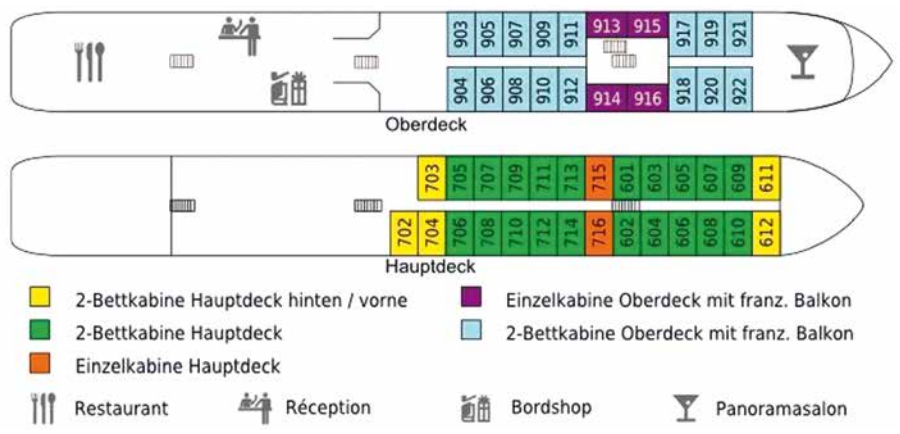 903 905 907 909 911 913 915 917 919 921
904 906 908 910 912 914 916 918 920 922
Oberdeck
703 705 707 709 711 713 715 601 603 605 607 609 611
702 704 706 708 710 712 714 716 602 604 606 608 610 612
Hauptdeck
2-Bettkabine Hauptdeck hinten / vorne
Einzelkabine Oberdeck mit franz. Balkon
2-Bettkabine Hauptdeck
2-Bettkabine Oberdeck mit franz. Balkon
Einzelkabine Hauptdeck
Restaurant Réception Bordshop Panoramasalon